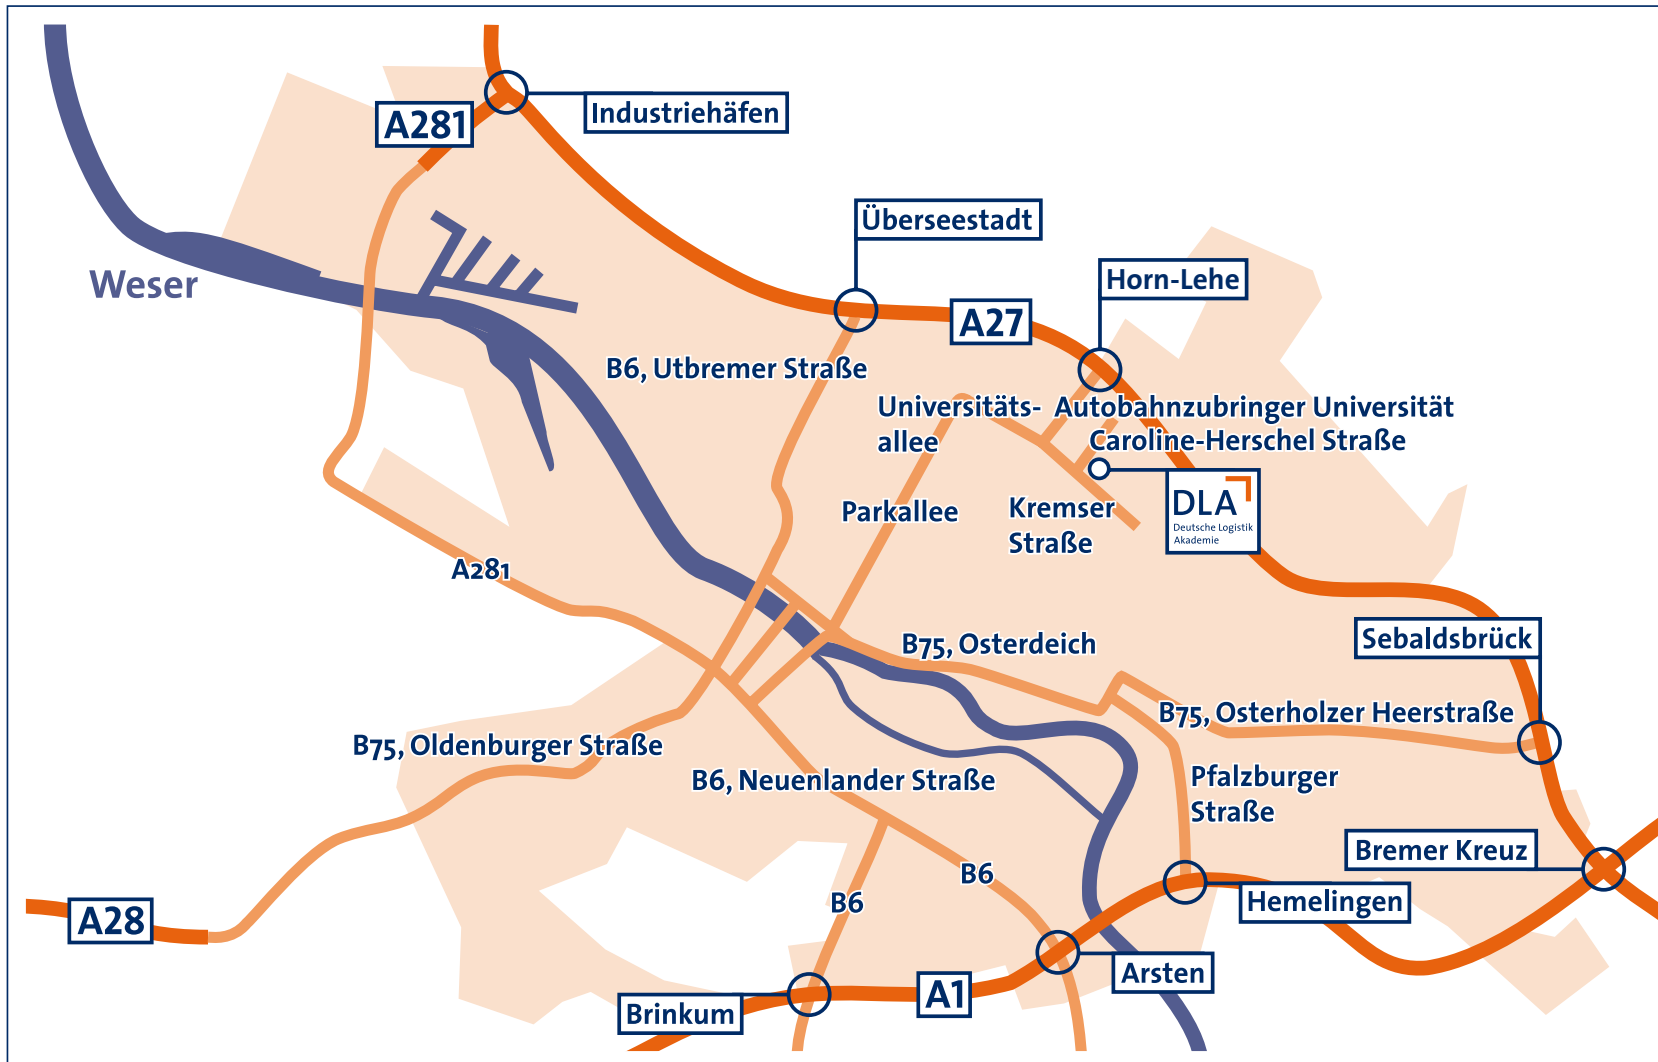 Industriehäfen
A281
Überseestadt
Weser
Horn-Lehe
A27
B6, Utbremer Straße
Universitäts-
allee
Autobahnzubringer Universität
Caroline-Herschel Straße
Parkallee
Kremser
Straße
DLA
Deutsche Logistik
Akademie
A281
Sebaldsbrück
B75, Osterdeich
B75, Osterholzer Heerstraße
B75, Oldenburger Straße
B6, Neuenlander Straße
Pfalzburger
Straße
Bremer Kreuz
B6
B6
Hemelingen
A28
Arsten
A1
Brinkum